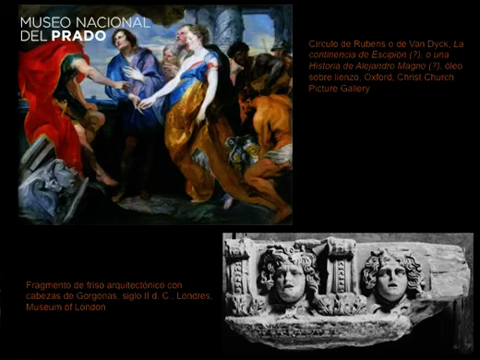 MUSEO NACIONAL
DEL PRADO
Círculo de Rubens o de Van Dyck, La
continencia de Escipión (?), o una
Historia de Alejandro Magno (?), óleo
sobre lienzo, Oxford, Christ Church
Picture Gallery
Fragmento de friso arquitectónico con
cabezas de Gorgonas, siglo II d. C., Londres,
Museum of London